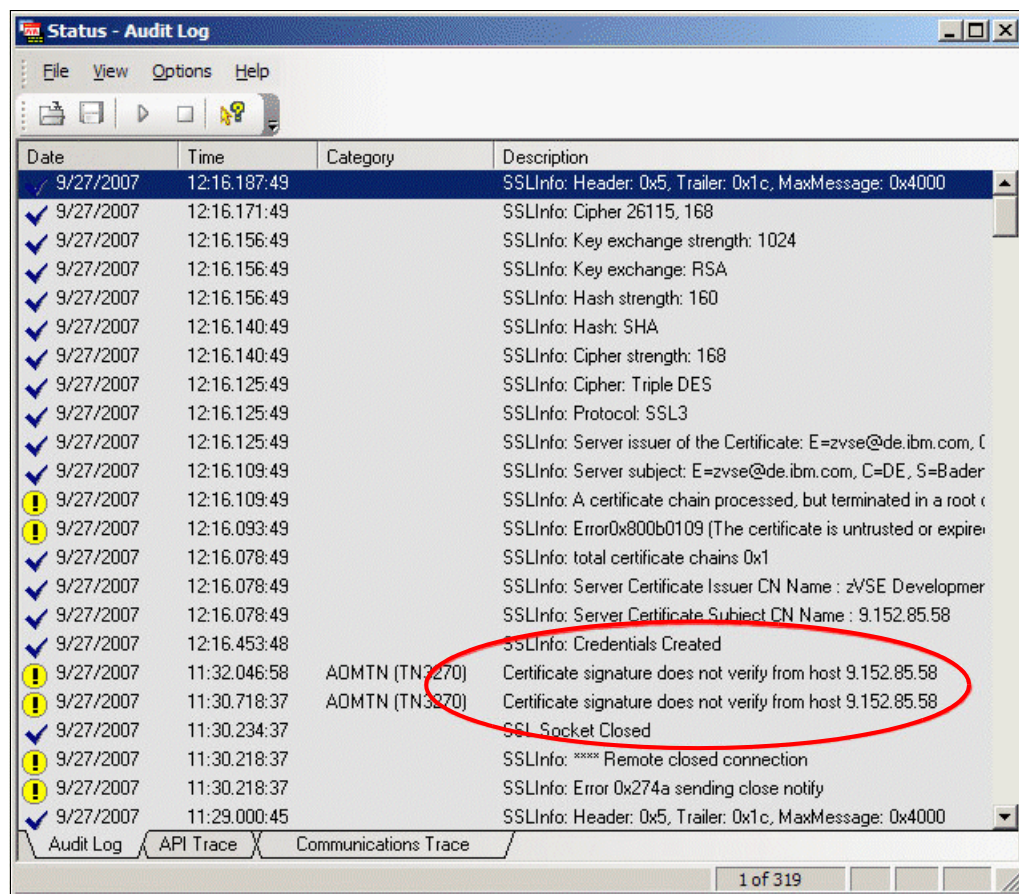 Status - Audit Log
File View Options Help
Date Time Category Description
9/27/2007 12:16.187:49 SSLInfo: Header: 0x5, Trailer: 0x1c, MaxMessage: 0x4000
9/27/2007 12:16.171:49 SSLInfo: Cipher 26115, 168
9/27/2007 12:16.156:49 SSLInfo: Key exchange strength: 1024
9/27/2007 12:16.156:49 SSLInfo: Key exchange: RSA
9/27/2007 12:16.156:49 SSLInfo: Hash strength: 160
9/27/2007 12:16.140:49 SSLInfo: Hash: SHA
9/27/2007 12:16.140:49 SSLInfo: Cipher strength: 168
9/27/2007 12:16.125:49 SSLInfo: Cipher: Triple DES
9/27/2007 12:16.125:49 SSLInfo: Protocol: SSL3
9/27/2007 12:16.125:49 SSLInfo: Server issuer of the Certificate: E=zvse@de.ibm.com,
9/27/2007 12:16.109:49 SSLInfo: Server subject: E=zvse@de.ibm.com, C=DE, S=Baden
9/27/2007 12:16.109:49 SSLInfo: A certificate chain processed, but terminated in a root
9/27/2007 12:16.093:49 SSLInfo: Error0x800b0109 (The certificate is untrusted or expire
9/27/2007 12:16.078:49 SSLInfo: total certificate chains 0x1
9/27/2007 12:16.078:49 SSLInfo: Server Certificate Issuer CN Name : zVSE Developmer
9/27/2007 12:16.078:49 SSLInfo: Server Certificate Subject CN Name : 9.152.85.58
9/27/2007 12:16.453:48 SSLInfo: Credentials Created
9/27/2007 11:32.046:58 AOMTN (TN3270) Certificate signature does not verify from host 9.152.85.58
9/27/2007 11:30.718:37 AOMTN (TN3270) Certificate signature does not verify from host 9.152.85.58
9/27/2007 11:30.234:37 SSL Socket Closed
9/27/2007 11:30.218:37 SSLInfo: **** Remote closed connection
9/27/2007 11:30.218:37 SSLInfo: Error 0x274a sending close notify
9/27/2007 11:29.000:45 SSLInfo: Header: 0x5, Trailer: 0x1c, MaxMessage: 0x4000
Audit Log API Trace Communications Trace
1 of 319